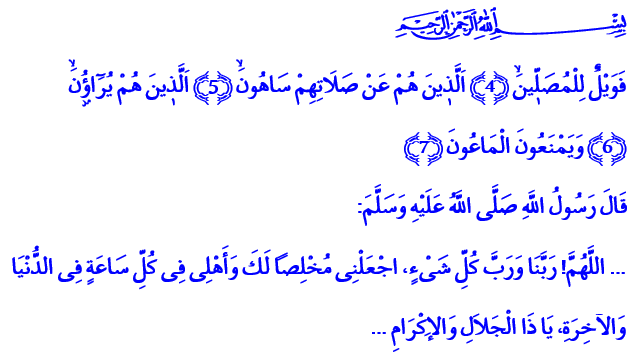 بِسْمِ اللّٰهِ الرَّحْمٰنِ الرَّحِيمِ
فَوَيْلٌ لِلْمُصَلّ۪ينَۙ ﴿4﴾ اَلَّذ۪ينَ هُمْ عَنْ صَلَاتِهِمْ سَاهُونَۙ ﴿5﴾ اَلَّذ۪ينَ هُمْ يُرَٓاؤُ۫نَۙ
﴿6﴾ وَيَمْنَعُونَ الْمَاعُونَ ﴿7﴾
قَالَ رَسُولُ اللَّهِ صَلَّى اللَّهُ عَلَيْهِ وَسَلَّمَ:
... اللَّهُمَّ! رَبَّنَا وَرَبَّ كُلِّ شَىْءٍ، اجْعَلْنِى مُخْلِصًا لَكَ وَأَهْلِى فِى كُلِّ سَاعَةٍ فِى الدُّنْيَا
وَالآخِرَةِ، يَا ذَا الْجَلاَلِ وَالإِكْرَامِ ...